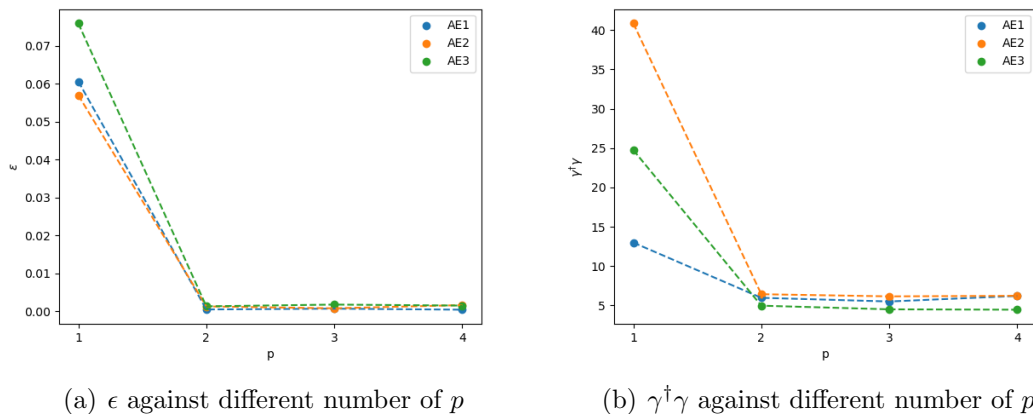 0.07
0.06
0.05
0.04
0.03
0.02
0.01
0.00
ε
1 2 3 4
p
AE1
AE2
AE3
(a) ϵ against different number of p
40
35
30
25
20
15
10
5
γ†γ
1 2 3 4
p
AE1
AE2
AE3
(b) γ†γ against different number of p